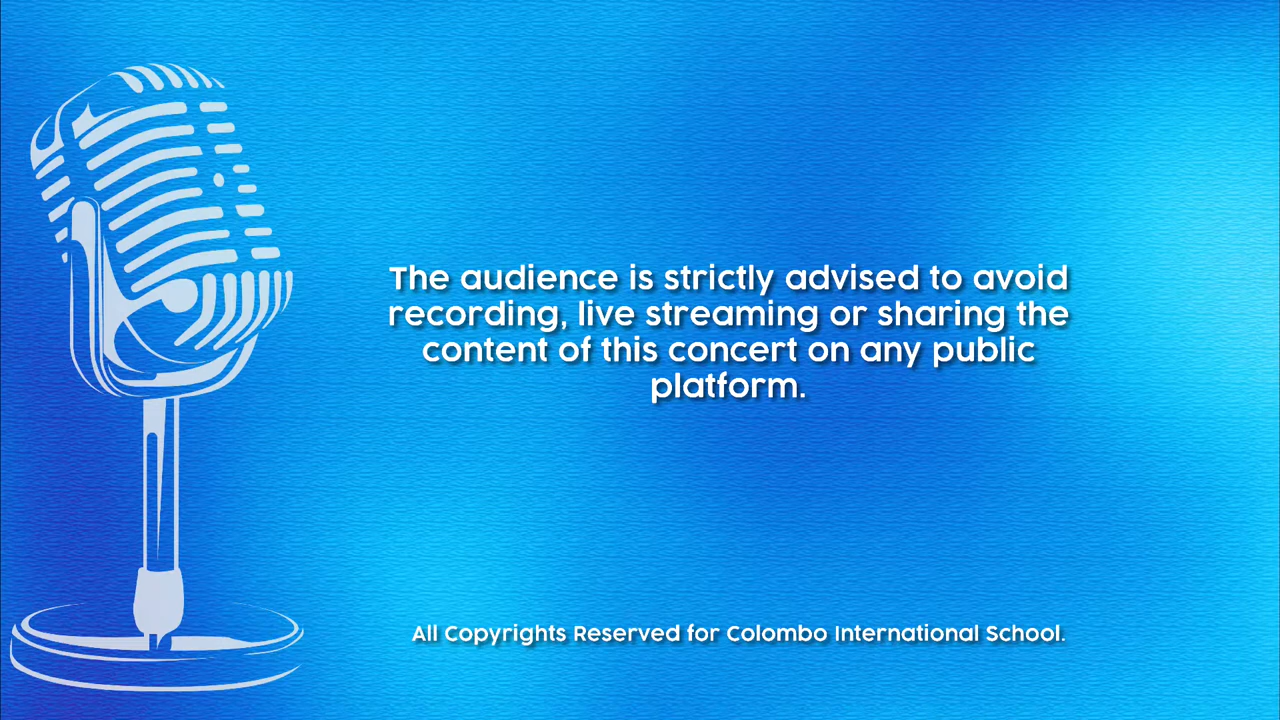 The audience is strictly advised to avoid
recording, live streaming or sharing the
content of this concert on any public
platform.
All Copyrights Reserved for Colombo International School.